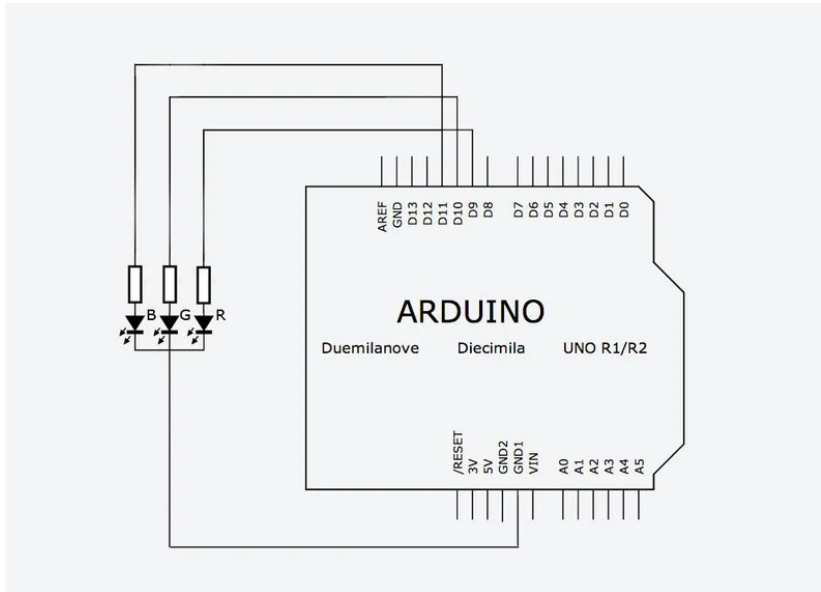 AREF
GND
D13
D12
D11
D10
D9
D8
D7
D6
D5
D4
D3
D2
D1
D0
B
G
R
ARDUINO
Duemilanove Diecimila UNO R1/R2
/RESET
3V
5V
GND2
GND1
VIN
A0
A1
A2
A3
A4
A5